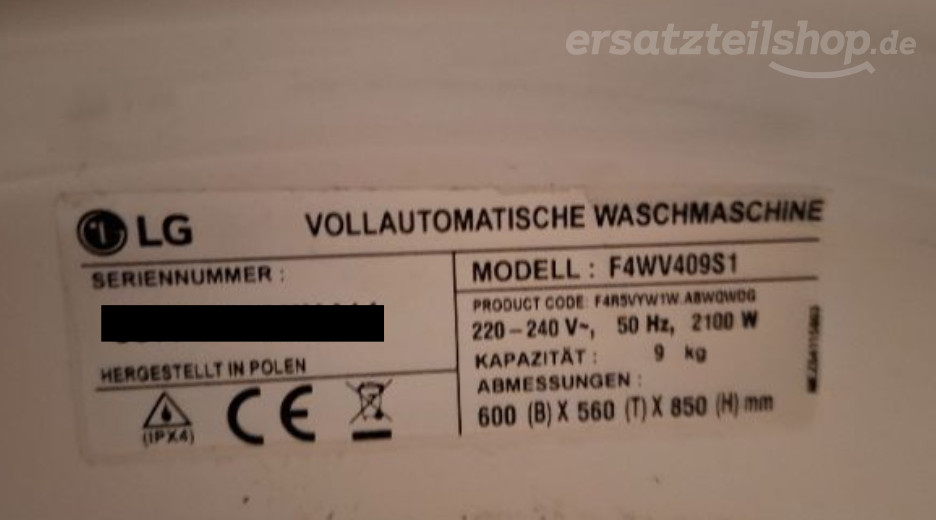 ersatzteilshop.de
LG
VOLLAUTOMATISCHE WASCHMASCHINE
SERIENNUMMER :
HERGESTELLT IN POLEN
(IPX4)
CE
MODELL : F4WV409S1
PRODUCT CODE: F4R5VYW1W.ABWQWDG
220-240 V~, 50 Hz, 2100 W
KAPAZITÄT : 9 kg
ABMESSUNGEN :
600 (B) X 560 (T) X 850 (H) mm